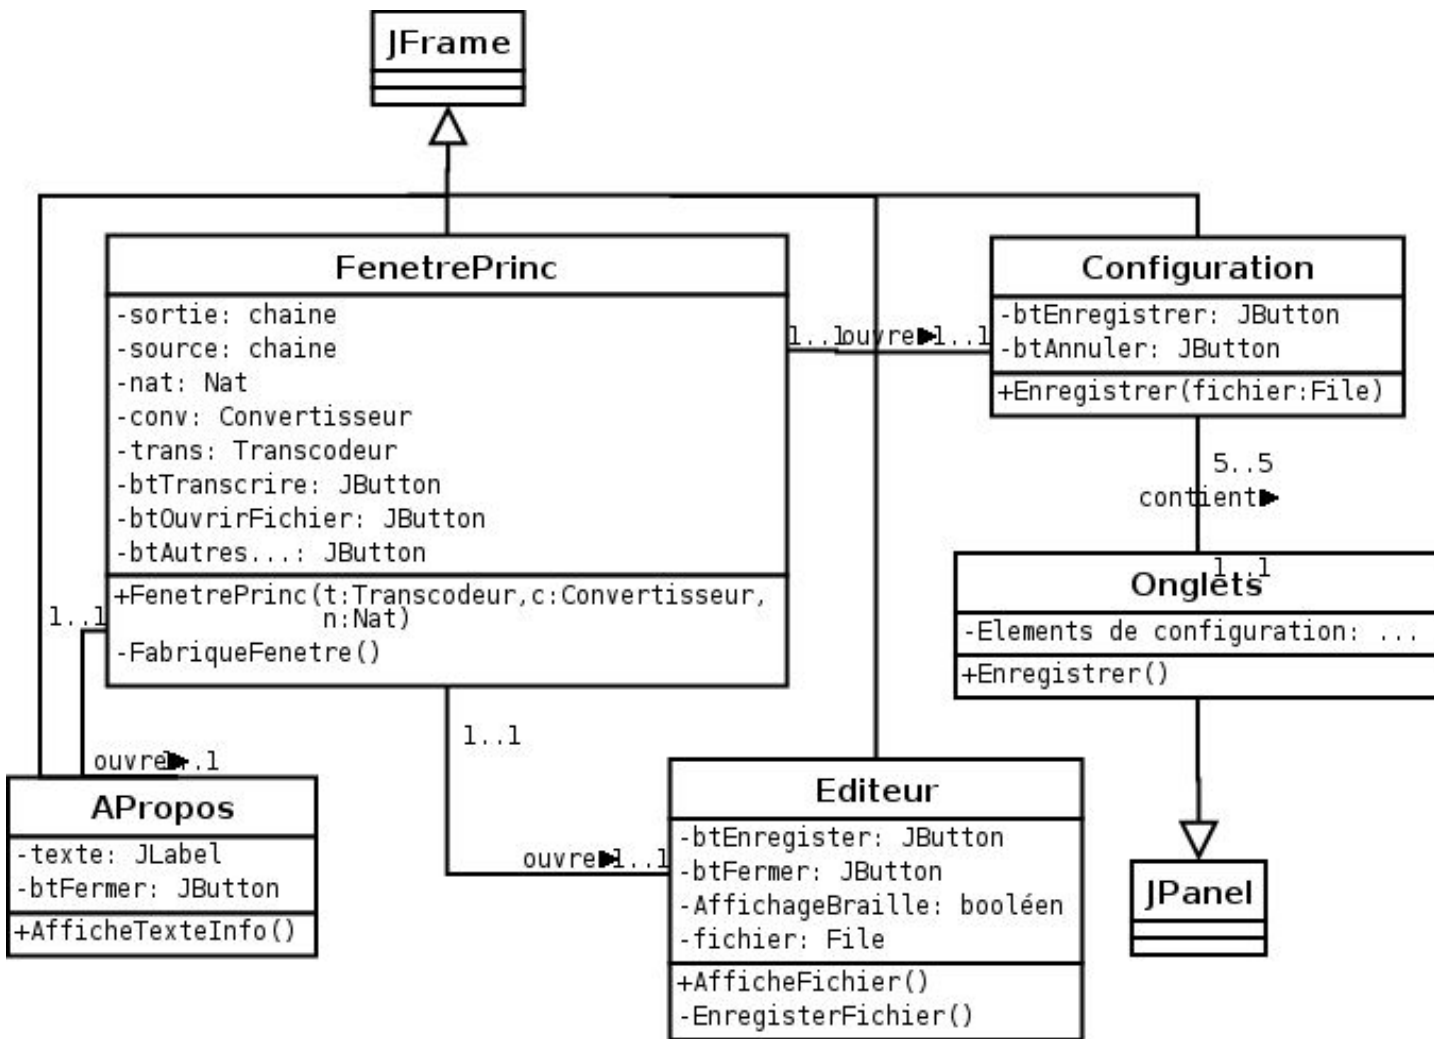 JFrame
FenetrePrinc
-sortie: chaine
-source: chaine
-nat: Nat
-conv: Convertisseur
-trans: Transcodeur
-btTranscrire: JButton
-btOuvrirFichier: JButton
-btAutres...: JButton
+FenetrePrinc(t:Transcodeur,c:Convertisseur,
n:Nat)
-FabriqueFenetre()
1..1 ouvre 1..1
Configuration
-btEnregistrer: JButton
-btAnnuler: JButton
+Enregistrer(fichier:File)
5..5
contient
1..1
Onglets
-Elements de configuration: ...
+Enregistrer()
JPanel
1..1
ouvre 1..1
APropos
-texte: JLabel
-btFermer: JButton
+AfficheTexteInfo()
1..1
ouvre 1..1
Editeur
-btEnregister: JButton
-btFermer: JButton
-AffichageBraille: booléen
-fichier: File
+AfficheFichier()
-EnregisterFichier()